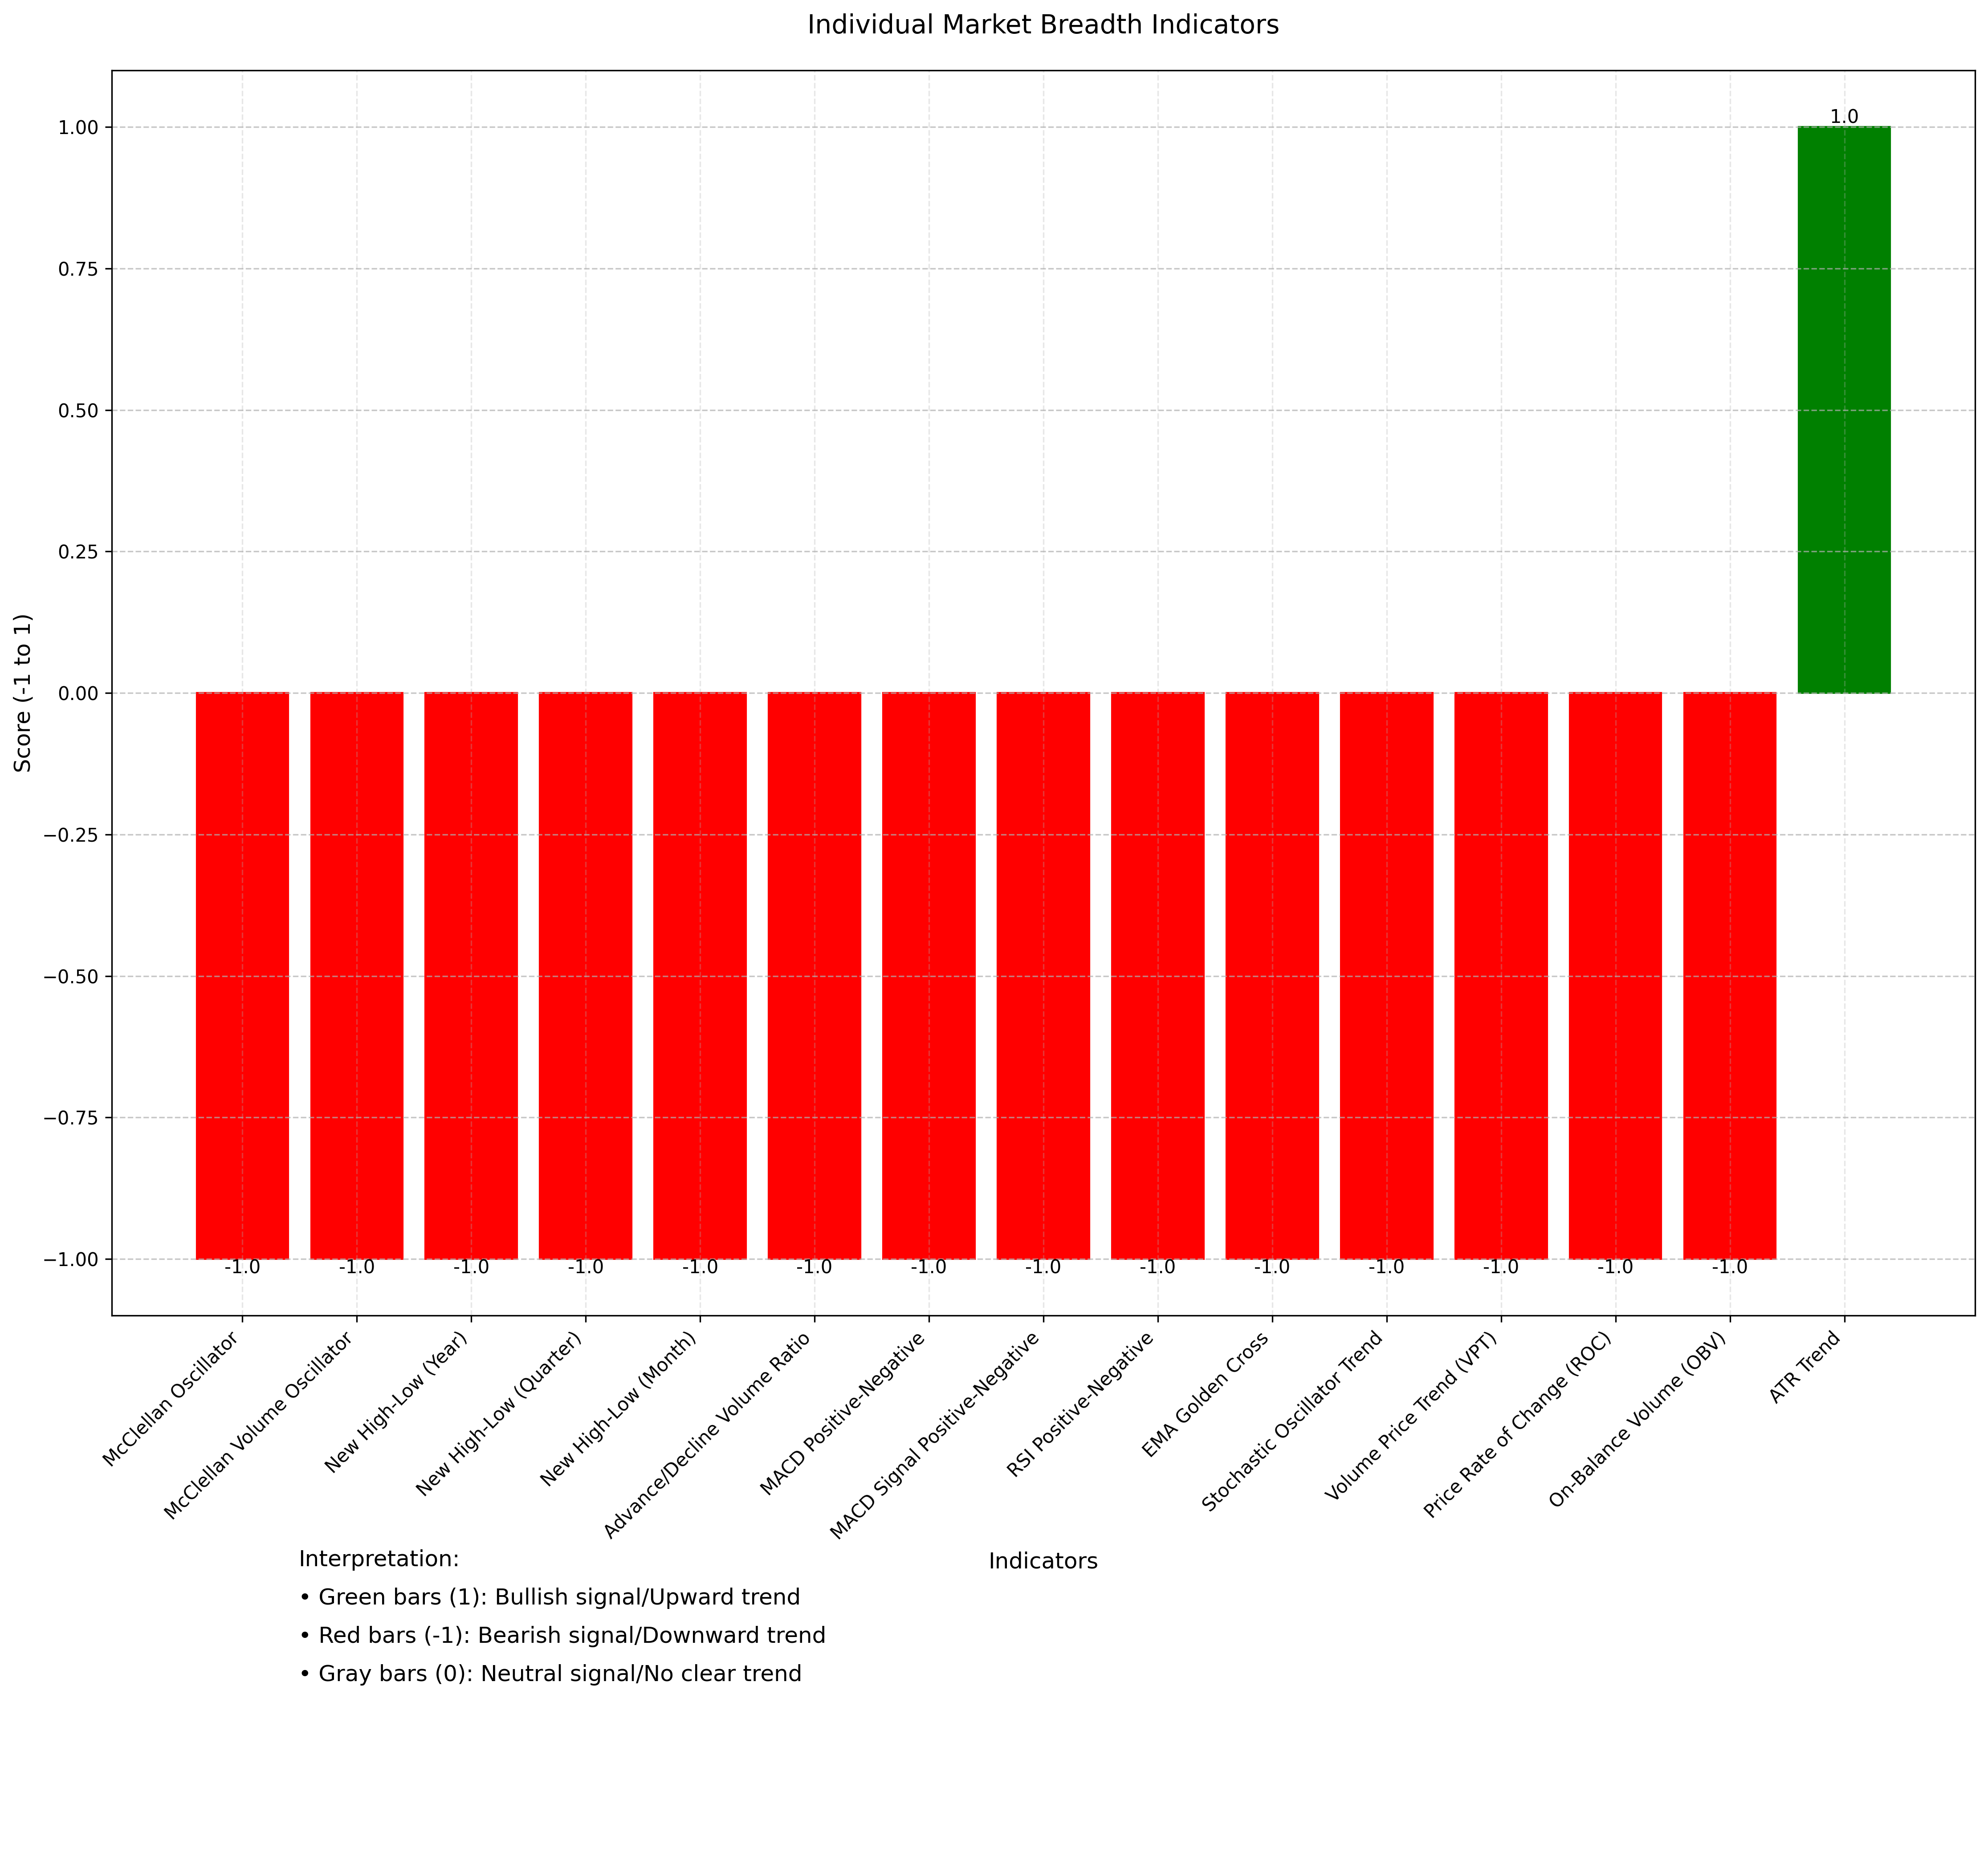 Individual Market Breadth Indicators
Score (-1 to 1)
1.00
0.75
0.50
0.25
0.00
−0.25
−0.50
−0.75
−1.00
1.0
-1.0 -1.0 -1.0 -1.0 -1.0 -1.0 -1.0 -1.0 -1.0 -1.0 -1.0 -1.0 -1.0 -1.0
McClellan Oscillator
McClellan Volume Oscillator
New High-Low (Year)
New High-Low (Quarter)
New High-Low (Month)
Advance/Decline Volume Ratio
MACD Positive-Negative
MACD Signal Positive-Negative
RSI Positive-Negative
EMA Golden Cross
Stochastic Oscillator Trend
Volume Price Trend (VPT)
Price Rate of Change (ROC)
On-Balance Volume (OBV)
ATR Trend
Indicators
Interpretation:
• Green bars (1): Bullish signal/Upward trend
• Red bars (-1): Bearish signal/Downward trend
• Gray bars (0): Neutral signal/No clear trend